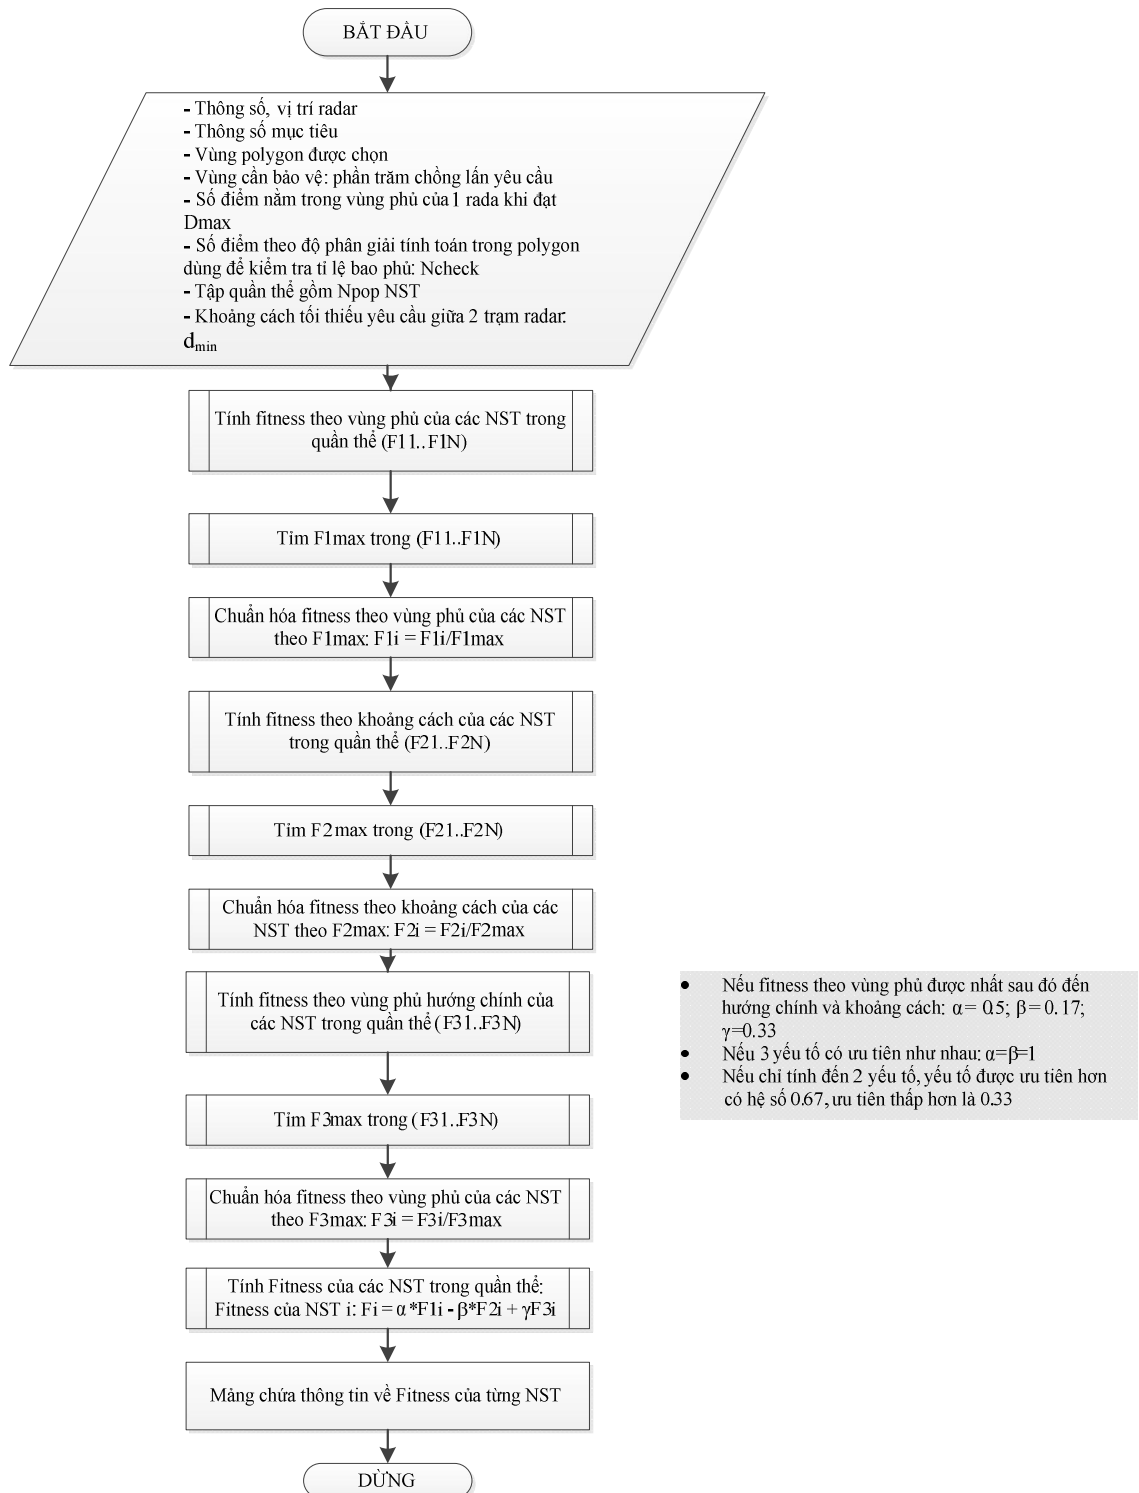 BẮT ĐẦU
- Thông số, vị trí radar
- Thông số mục tiêu
- Vùng polygon được chọn
- Vùng cần bảo vệ: phần trăm chồng lấn yêu cầu
- Số điểm nằm trong vùng phủ của 1 rada khi đạt
Dmax
- Số điểm theo độ phân giải tính toán trong polygon
dùng để kiểm tra tỉ lệ bao phủ: Ncheck
- Tập quần thể gồm Npop NST
- Khoảng cách tối thiểu yêu cầu giữa 2 trạm radar:
dmin
Tính fitness theo vùng phủ của các NST trong
quần thể (F11..F1N)
Tìm F1max trong (F11..F1N)
Chuẩn hóa fitness theo vùng phủ của các NST
theo F1max: F1i = F1i/F1max
Tính fitness theo khoảng cách của các NST
trong quần thể (F21..F2N)
Tìm F2max trong (F21..F2N)
Chuẩn hóa fitness theo khoảng cách của các
NST theo F2max: F2i = F2i/F2max
Tính fitness theo vùng phủ hướng chính của
các NST trong quần thể (F31..F3N)
Tìm F3max trong (F31..F3N)
Chuẩn hóa fitness theo vùng phủ của các NST
theo F3max: F3i = F3i/F3max
Tính Fitness của các NST trong quần thể:
Fitness của NST i: Fi = α *F1i - β*F2i + γF3i
Mảng chứa thông tin về Fitness của từng NST
DỪNG
• Nếu fitness theo vùng phủ được nhất sau đó đến
hướng chính và khoảng cách: α = 0.5; β = 0.17;
γ=0.33
• Nếu 3 yếu tố có ưu tiên như nhau: α=β=1
• Nếu chỉ tính đến 2 yếu tố, yếu tố được ưu tiên hơn
có hệ số 0.67, ưu tiên thấp hơn là 0.33